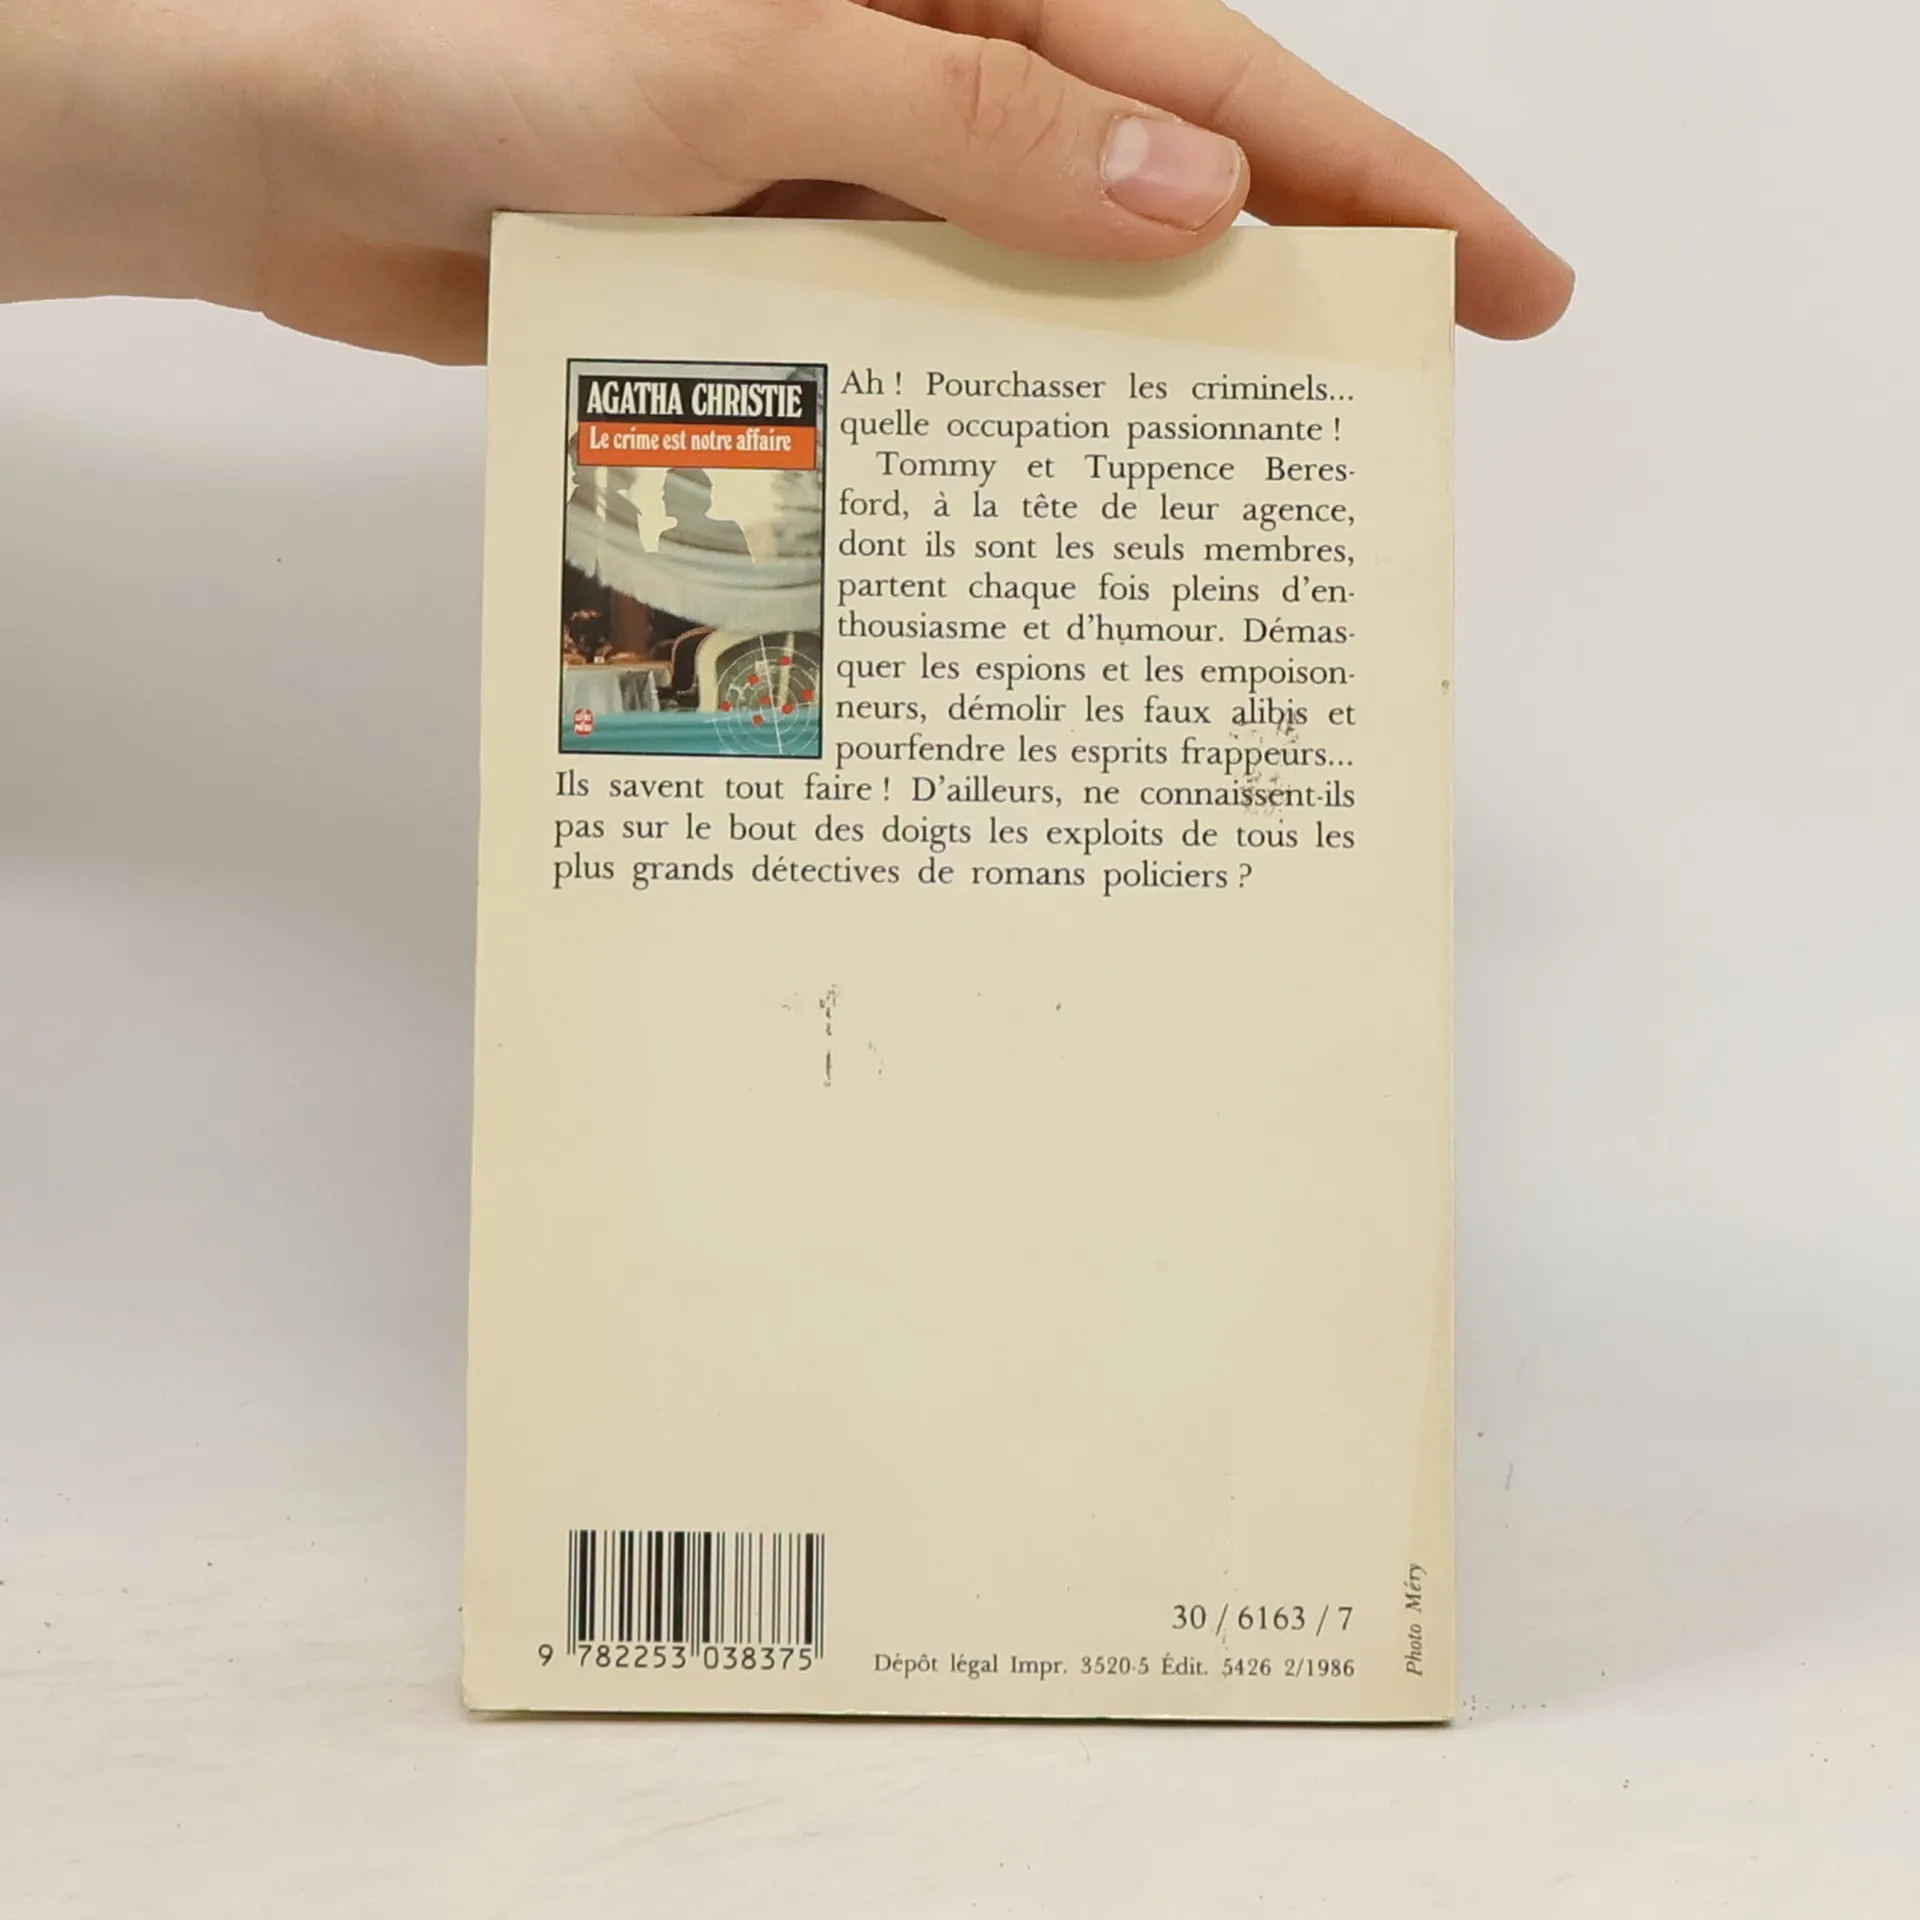 AGATHA CHRISTIE
Le crime est notre affaire
Ah ! Pourchasser les criminels...
quelle occupation passionnante !
Tommy et Tuppence Beres-
ford, à la tête de leur agence,
dont ils sont les seuls membres,
partent chaque fois pleins d'en-
thousiasme et d'humour. Démas-
quer les espions et les empoison-
neurs, démolir les faux alibis et
pourfendre les esprits frappeurs...
Ils savent tout faire ! D'ailleurs, ne connaissent-ils
pas sur le bout des doigts les exploits de tous les
plus grands détectives de romans policiers ?
9 782253 038375
30 / 6163 / 7
Dépôt légal Impr. 3520-5 Édit. 5426 2/1986
Photo Méry